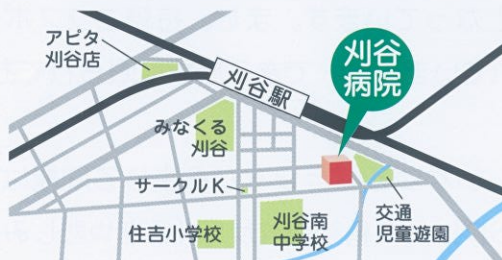 アピタ
刈谷店
刈谷駅
刈谷
病院
みなくる
刈谷
サークルK
住吉小学校
刈谷南
中学校
交通
児童遊園